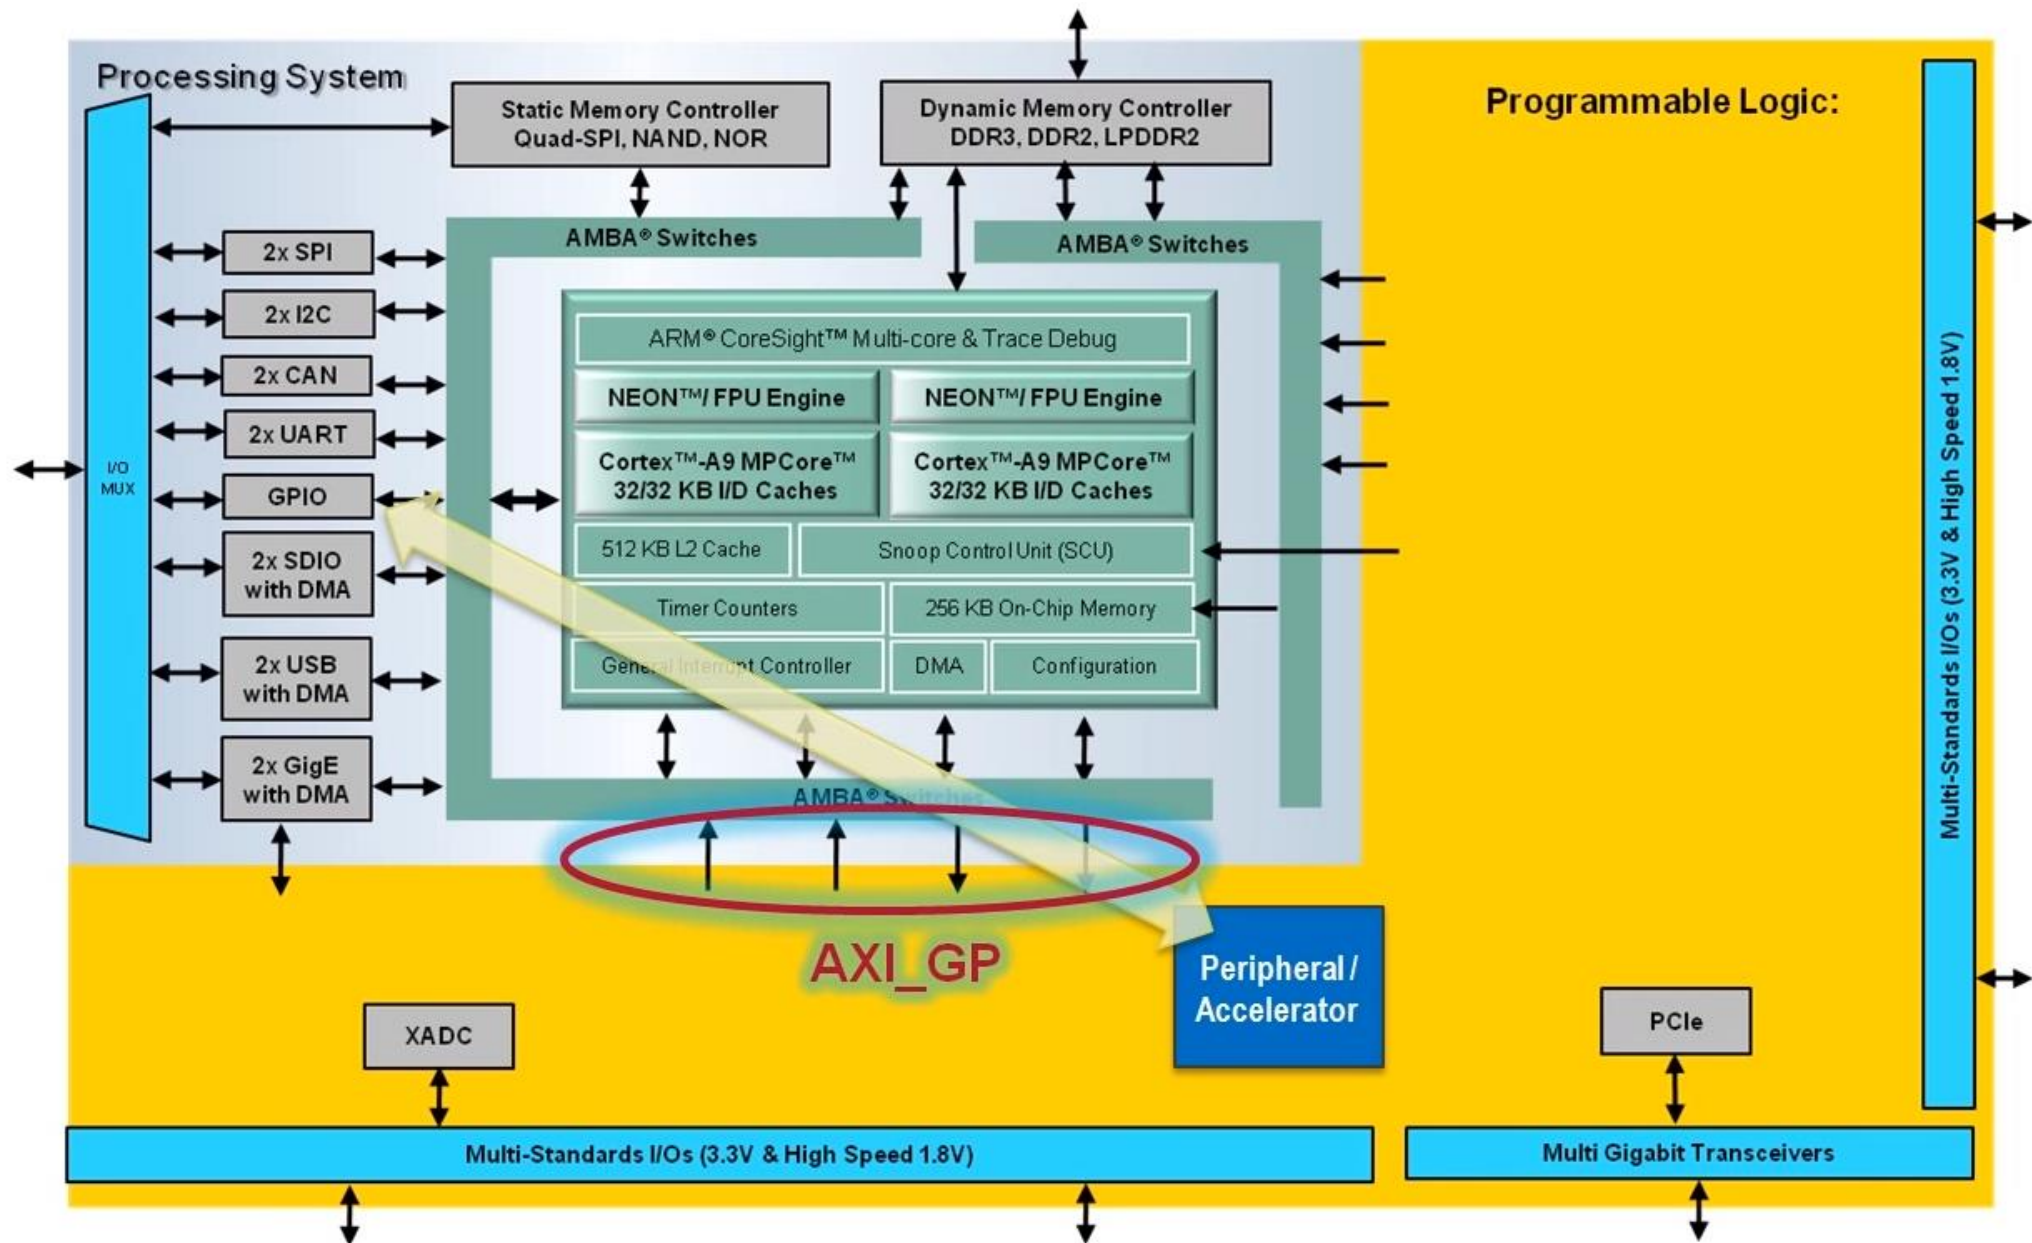 Processing System
Static Memory Controller
Quad-SPI, NAND, NOR
Dynamic Memory Controller
DDR3, DDR2, LPDDR2
Programmable Logic:
AMBA® Switches
AMBA® Switches
2x SPI
2x I2C
2x CAN
2x UART
GPIO
2x SDIO
with DMA
2x USB
with DMA
2x GigE
with DMA
I/O
MUX
ARM® CoreSight™ Multi-core & Trace Debug
NEON™/ FPU Engine
NEON™/ FPU Engine
Cortex™-A9 MPCore™
32/32 KB I/D Caches
Cortex™-A9 MPCore™
32/32 KB I/D Caches
512 KB L2 Cache
Snoop Control Unit (SCU)
Timer Counters
256 KB On-Chip Memory
General Interrupt Controller
DMA
Configuration
AMBA® Switches
AXI_GP
Peripheral /
Accelerator
XADC
PCIe
Multi-Standards I/Os (3.3V & High Speed 1.8V)
Multi-Standards I/Os (3.3V & High Speed 1.8V)
Multi Gigabit Transceivers